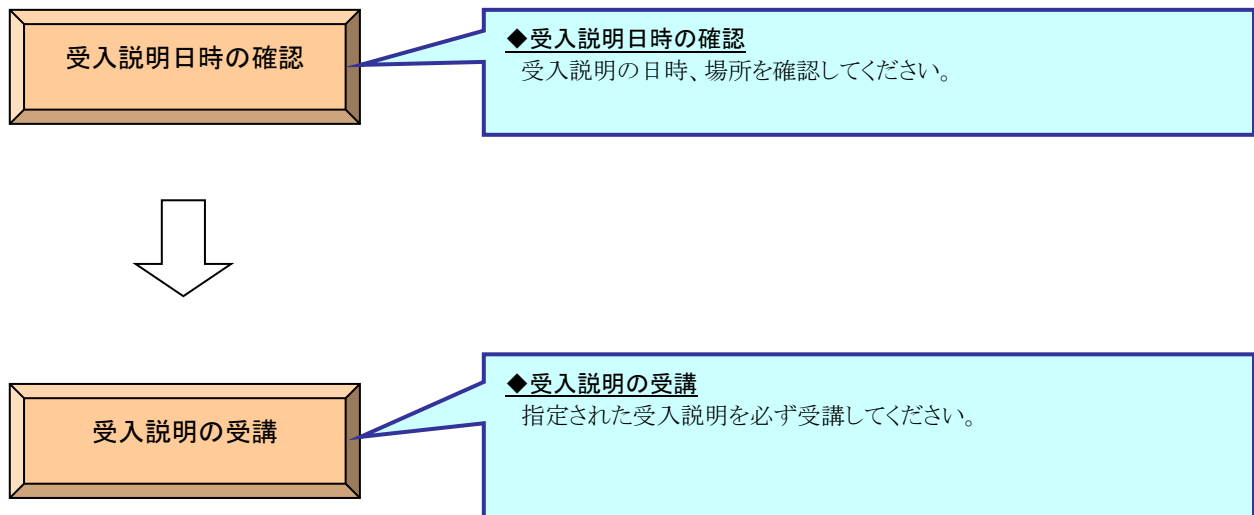 受入説明日時の確認
◆受入説明日時の確認
受入説明の日時、場所を確認してください。
受入説明の受講
◆受入説明の受講
指定された受入説明を必ず受講してください。